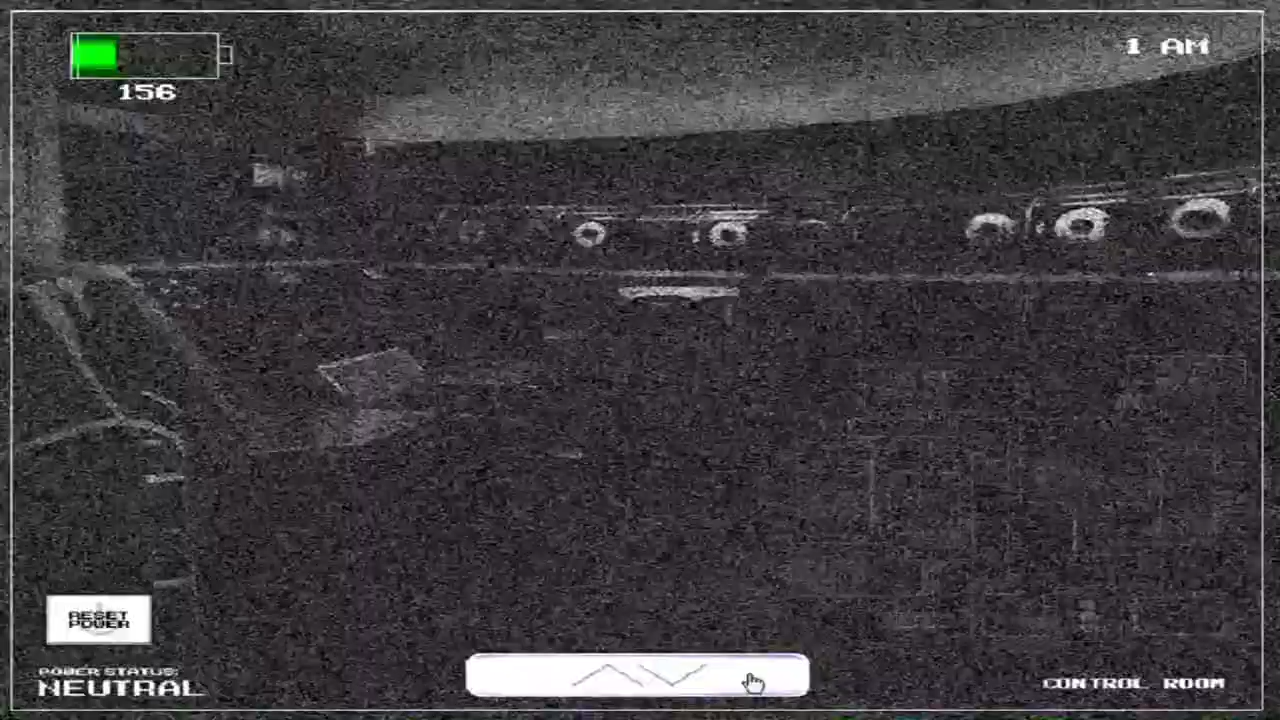 1 AM
156
RESET
POWER
POWER STATUS:
NEUTRAL
CONTROL ROOM